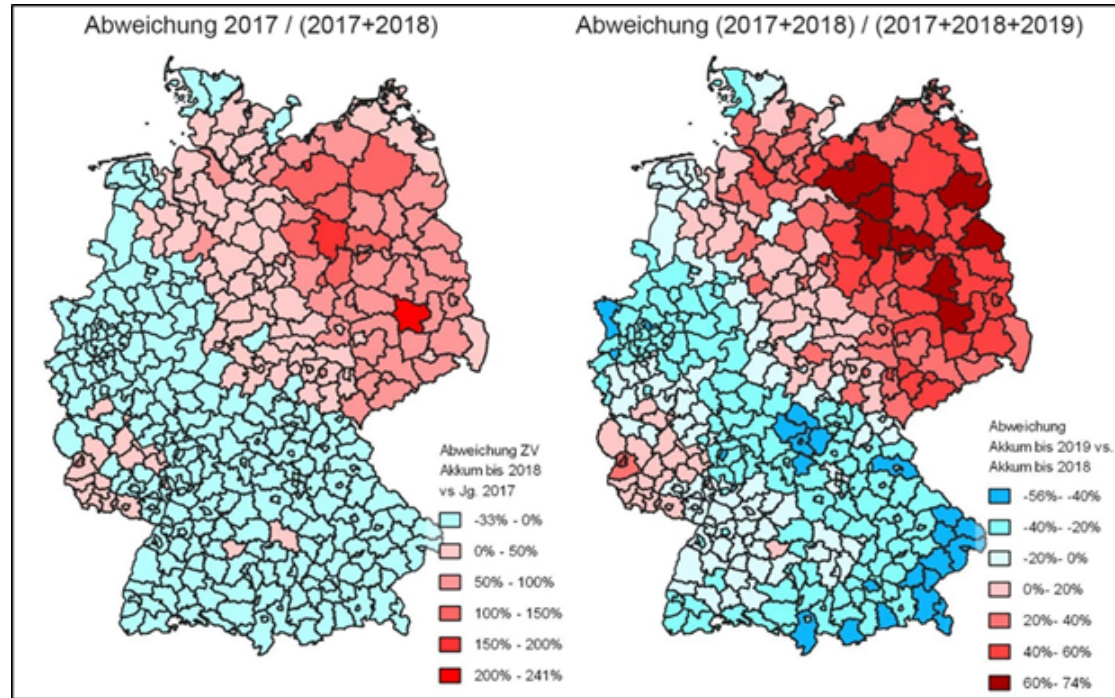 Abweichung 2017 / (2017+2018)
Abweichung (2017+2018) / (2017+2018+2019)
Abweichung ZV
Akkum bis 2018
vs Jg. 2017
-33% - 0%
0% - 50%
50% - 100%
100% - 150%
150% - 200%
200% - 241%
Abweichung
Akkum bis 2019 vs.
Akkum bis 2018
-56%- -40%
-40% - -20%
-20%- 0%
0%- 20%
20% - 40%
40%- 60%
60%- 74%